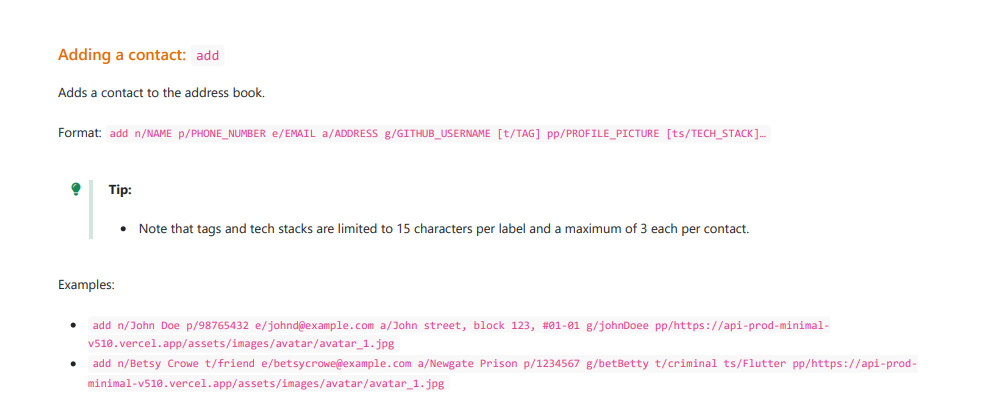 Adding a contact: add
Adds a contact to the address book.
Format: add n/NAME p/PHONE_NUMBER e/EMAIL a/ADDRESS g/GITHUB_USERNAME [t/TAG] pp/PROFILE_PICTURE [ts/TECH_STACK]…
Tip:
• Note that tags and tech stacks are limited to 15 characters per label and a maximum of 3 each per contact.
Examples:
• add n/John Doe p/98765432 e/johnd@example.com a/John street, block 123, #01-01 g/johnDoee pp/https://api-prod-minimal-
v510.vercel.app/assets/images/avatar/avatar_1.jpg
• add n/Betsy Crowe t/friend e/betsycrowe@example.com a/Newgate Prison p/1234567 g/betBetty t/criminal ts/Flutter pp/https://api-prod-
minimal-v510.vercel.app/assets/images/avatar/avatar_1.jpg